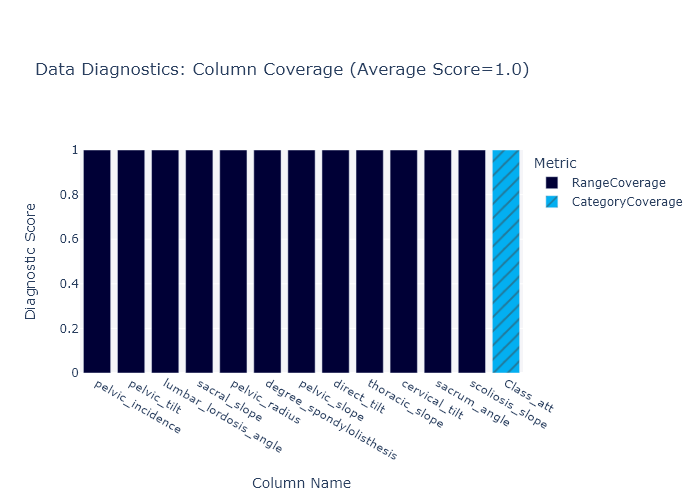 Data Diagnostics: Column Coverage (Average Score=1.0)
Metric
RangeCoverage
CategoryCoverage
Diagnostic Score
1
0.8
0.6
0.4
0.2
0
pelvic_incidence
pelvic_tilt
lumbar_lordosis_angle
sacral_slope
pelvic_radius
degree_spondylolisthesis
pelvic_slope
direct_tilt
thoracic_slope
cervical_tilt
sacrum_angle
scoliosis_slope
Class_att
Column Name